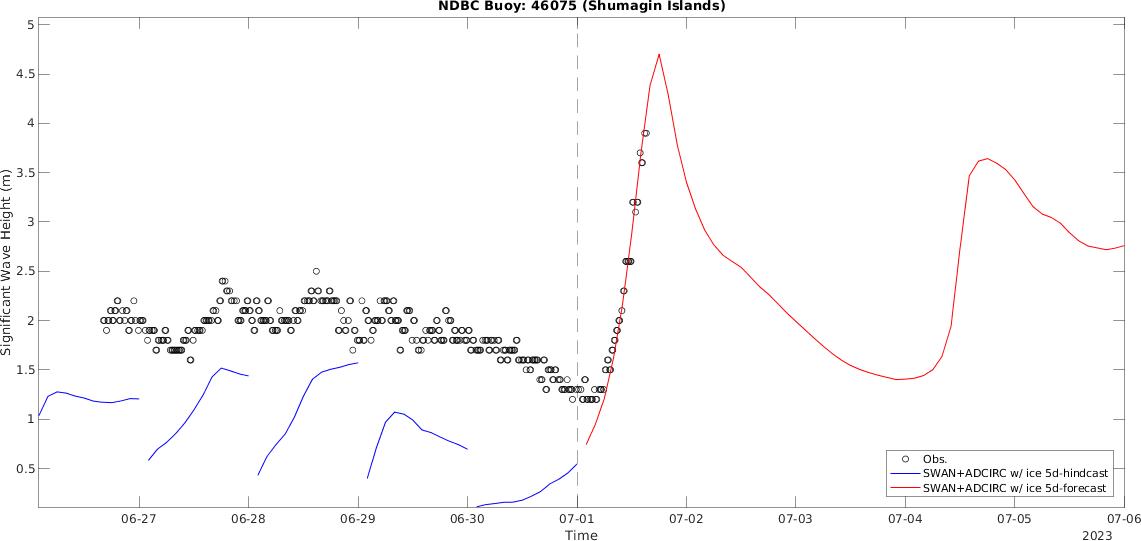 NDBC Buoy: 46075 (Shumagin Islands)
5
4.5
4
3.5
3
2.5
2
1.5
1
0.5
Significant Wave Height (m)
Obs.
SWAN+ADCIRC w/ ice 5d-hindcast
SWAN+ADCIRC w/ ice 5d-forecast
06-27 06-28 06-29 06-30 07-01 07-02 07-03 07-04 07-05 07-06
Time
2023